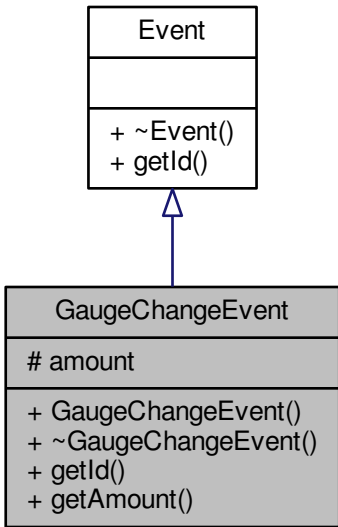 Event
+ ~Event()
+ getId()
GaugeChangeEvent
# amount
+ GaugeChangeEvent()
+ ~GaugeChangeEvent()
+ getId()
+ getAmount()